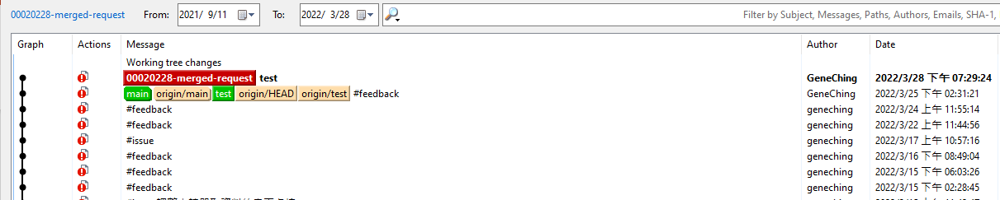 00020228-merged-request From: 2021/ 9/11 To: 2022/ 3/28 Filter by Subject, Messages, Paths, Authors, Emails, SHA-1,
Graph Actions Message Author Date
Working tree changes
00020228-merged-request test GeneChing 2022/3/28 下午 07:29:24
main origin/main test origin/HEAD origin/test #feedback GeneChing 2022/3/25 下午 02:31:21
#feedback geneching 2022/3/24 上午 11:55:14
#feedback geneching 2022/3/22 上午 11:44:56
#issue geneching 2022/3/17 上午 10:57:16
#feedback geneching 2022/3/16 下午 08:49:04
#feedback geneching 2022/3/15 下午 06:03:26
#feedback geneching 2022/3/15 下午 02:28:45